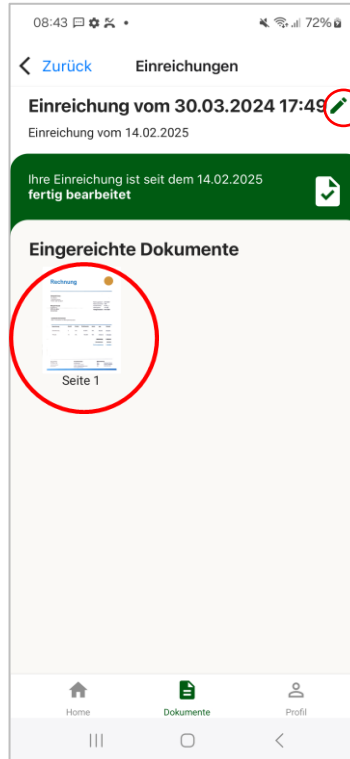 08:43
72%
Zurück
Einreichungen
Einreichung vom 30.03.2024 17:49
Einreichung vom 14.02.2025
Ihre Einreichung ist seit dem 14.02.2025
fertig bearbeitet
Eingereichte Dokumente
Rechnung
Seite 1
Home Dokumente Profil